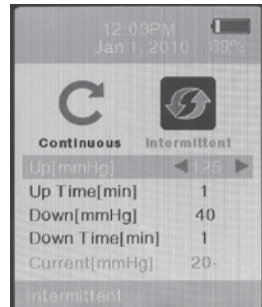 12:03PM
Jan 1, 2010 89%
Continuous Intermittent
Up[mmHg] 125
Up Time[min] 1
Down[mmHg] 40
Down Time[min] 1
Current[mmHg] 20-
Intermittent